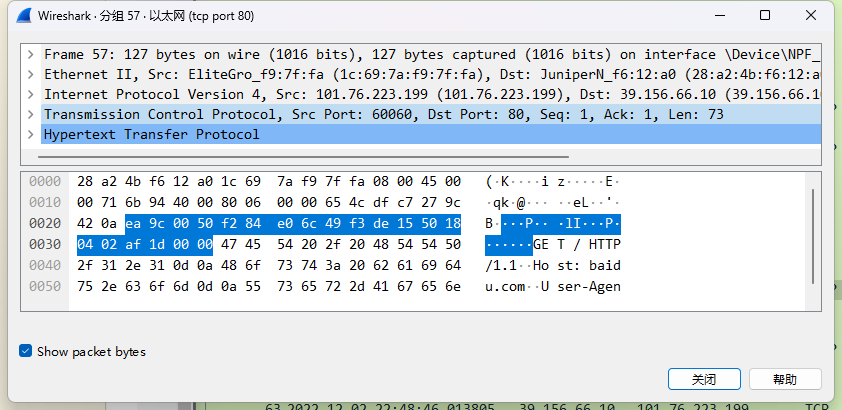 Wireshark · 分组 57 · 以太网 (tcp port 80)
Frame 57: 127 bytes on wire (1016 bits), 127 bytes captured (1016 bits) on interface \Device\NPF_
Ethernet II, Src: EliteGro_f9:7f:fa (1c:69:7a:f9:7f:fa), Dst: JuniperN_f6:12:a0 (28:a2:4b:f6:12:a0
Internet Protocol Version 4, Src: 101.76.223.199 (101.76.223.199), Dst: 39.156.66.10 (39.156.66.10
Transmission Control Protocol, Src Port: 60060, Dst Port: 80, Seq: 1, Ack: 1, Len: 73
Hypertext Transfer Protocol
0000 28 a2 4b f6 12 a0 1c 69 7a f9 7f fa 08 00 45 00 (·K····i z·····E·
0010 00 71 6b 94 40 00 80 06 00 00 65 4c df c7 27 9c ·qk·@··· ··eL··'·
0020 42 0a ea 9c 00 50 f2 84 e0 6c 49 f3 de 15 50 18 B····P·· ·lI···P·
0030 04 02 af 1d 00 00 47 45 54 20 2f 20 48 54 54 50 ······GE T / HTTP
0040 2f 31 2e 31 0d 0a 48 6f 73 74 3a 20 62 61 69 64 /1.1··Ho st: baid
0050 75 2e 63 6f 6d 0d 0a 55 73 65 72 2d 41 67 65 6e u.com··U ser-Agen
Show packet bytes
关闭 帮助
63 2022-12-02 22:48:46.013805 39.156.66.10 101.76.223.199 TCP